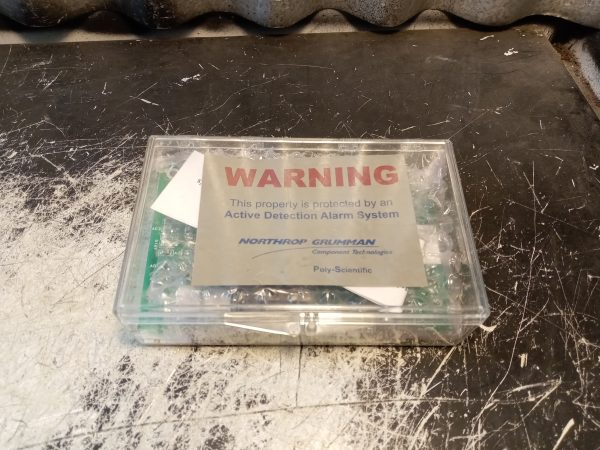 WARNING
This property is protected by an
Active Detection Alarm System
NORTHROP GRUMMAN
Component Technologies
Poly-Scientific